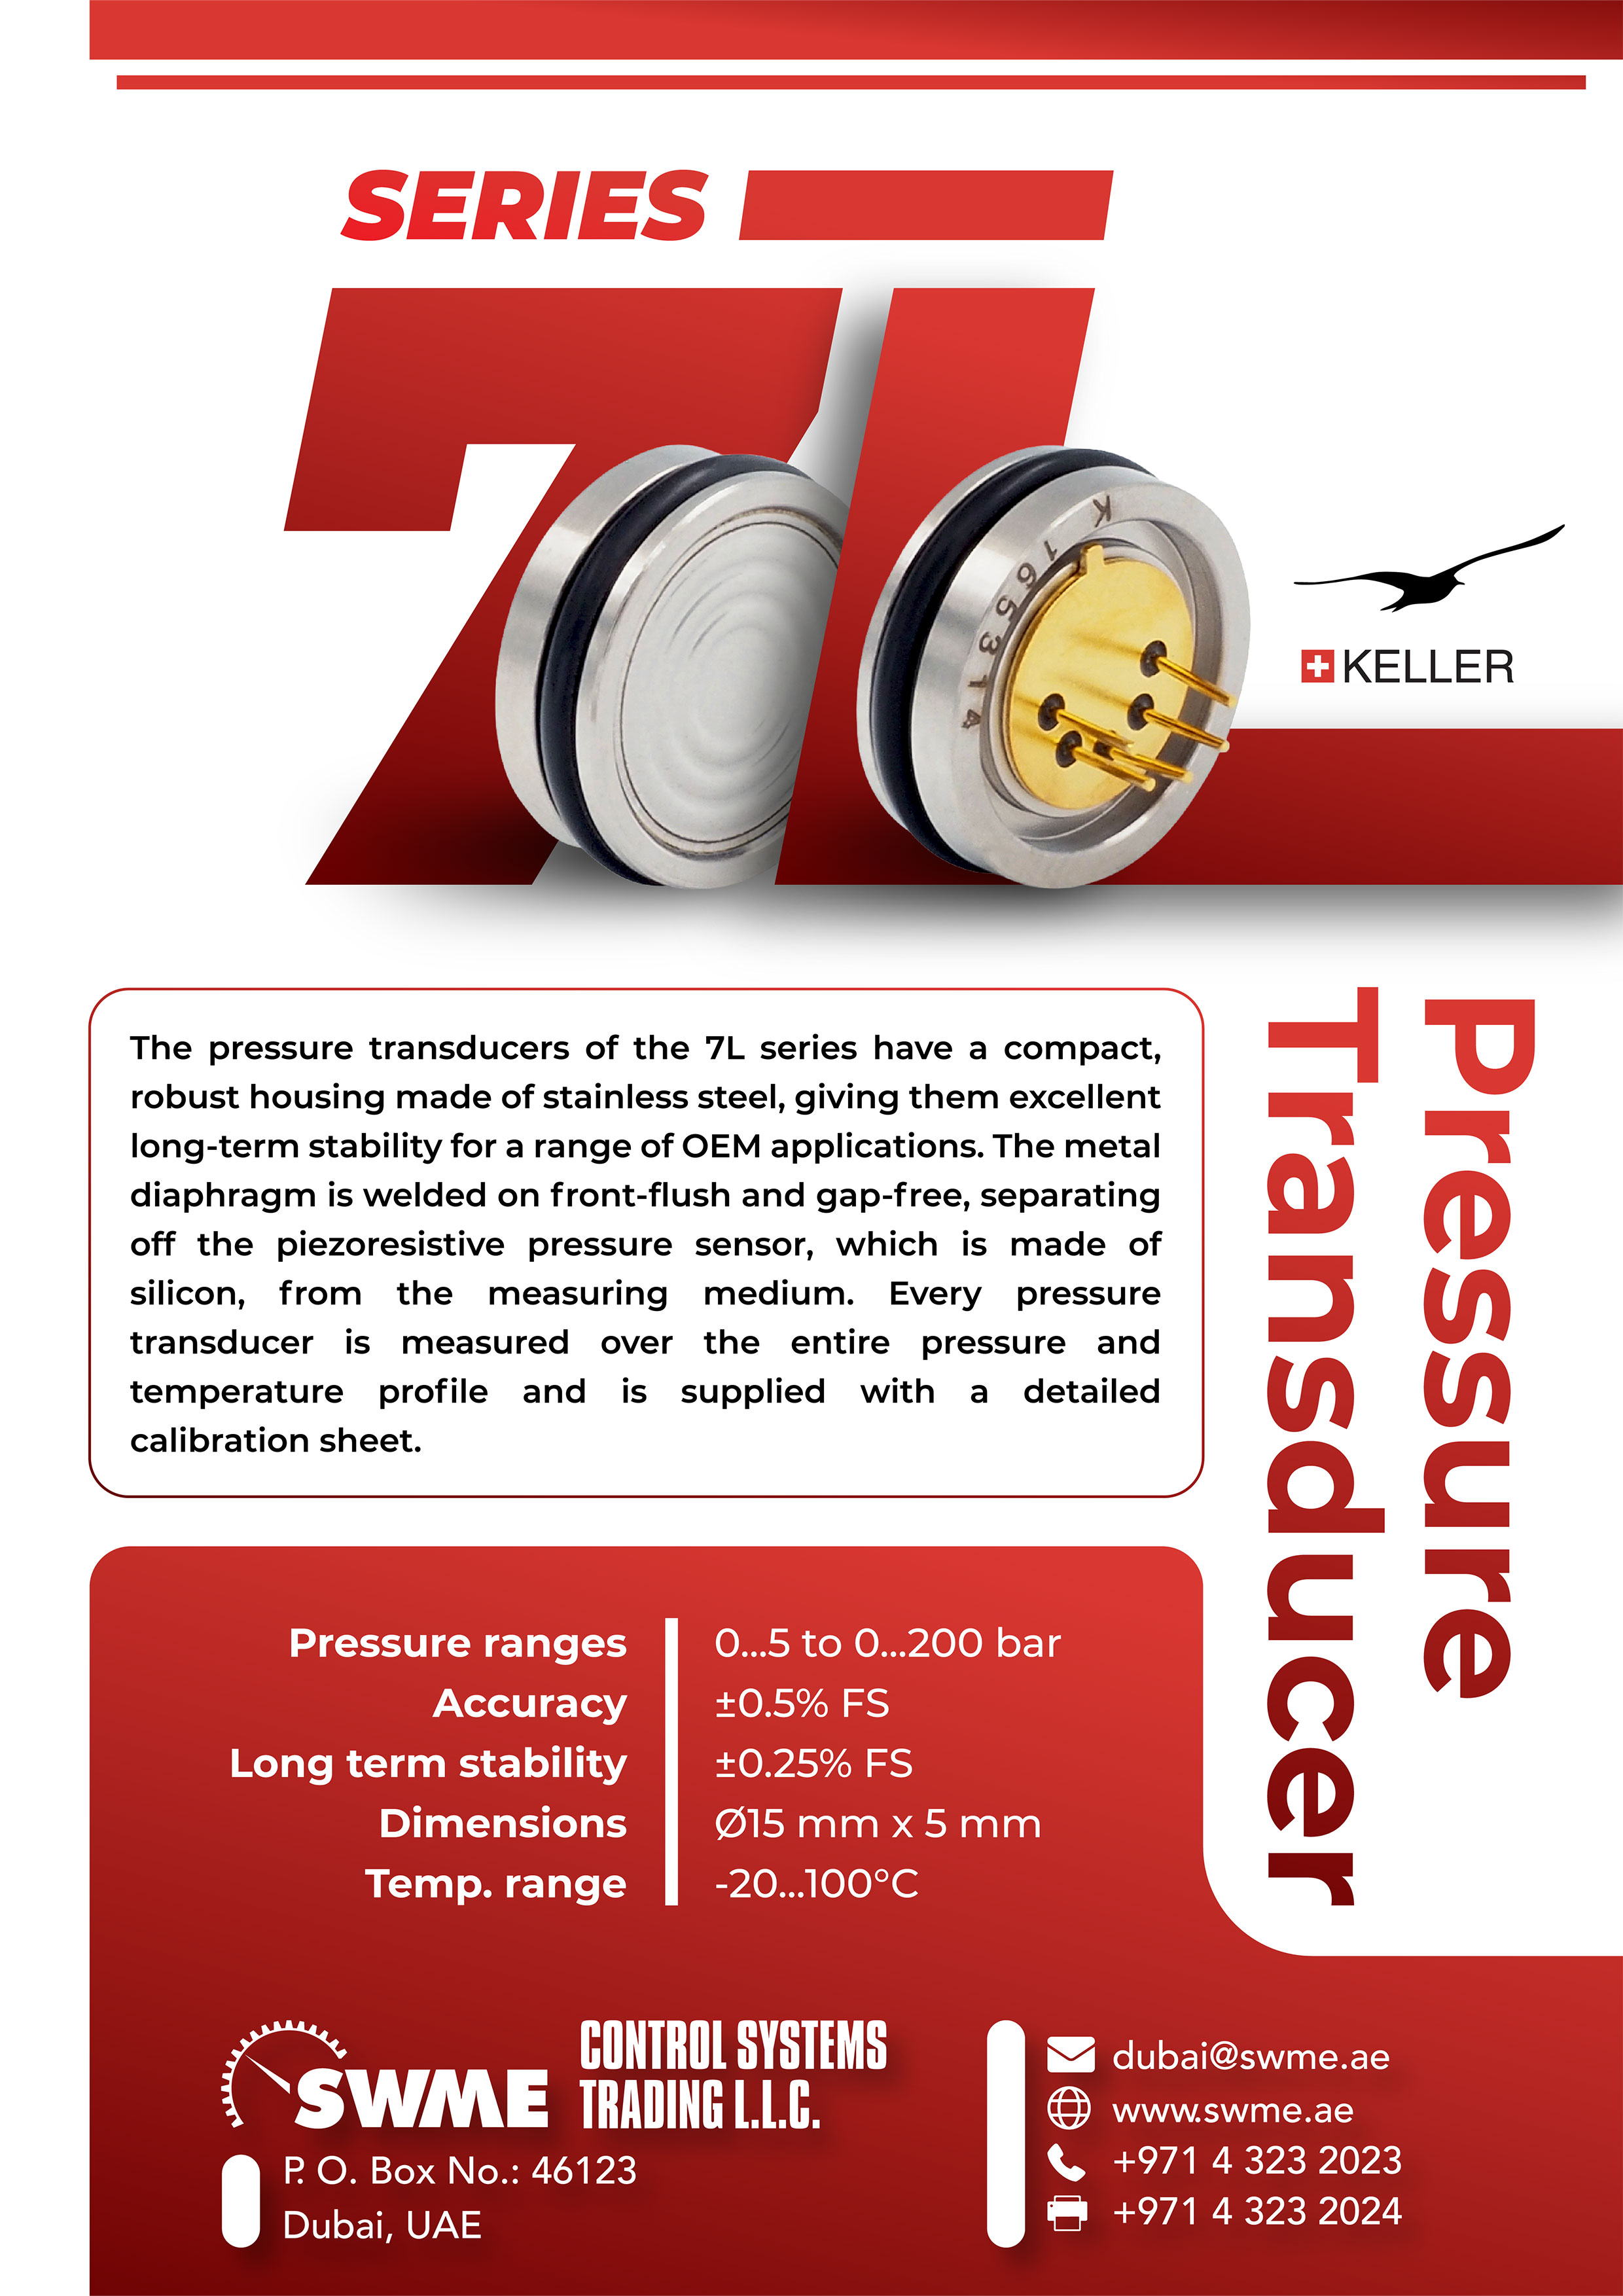 SERIES
7L
K 165314
KELLER
Pressure
Transducer
The pressure transducers of the 7L series have a compact,
robust housing made of stainless steel, giving them excellent
long-term stability for a range of OEM applications. The metal
diaphragm is welded on front-flush and gap-free, separating
off the piezoresistive pressure sensor, which is made of
silicon, from the measuring medium. Every pressure
transducer is measured over the entire pressure and
temperature profile and is supplied with a detailed
calibration sheet.
Pressure ranges 0...5 to 0...200 bar
Accuracy ±0.5% FS
Long term stability ±0.25% FS
Dimensions Ø15 mm x 5 mm
Temp. range -20...100°C
SWME
CONTROL SYSTEMS
TRADING L.L.C.
P. O. Box No.: 46123
Dubai, UAE
dubai@swme.ae
www.swme.ae
+971 4 323 2023
+971 4 323 2024